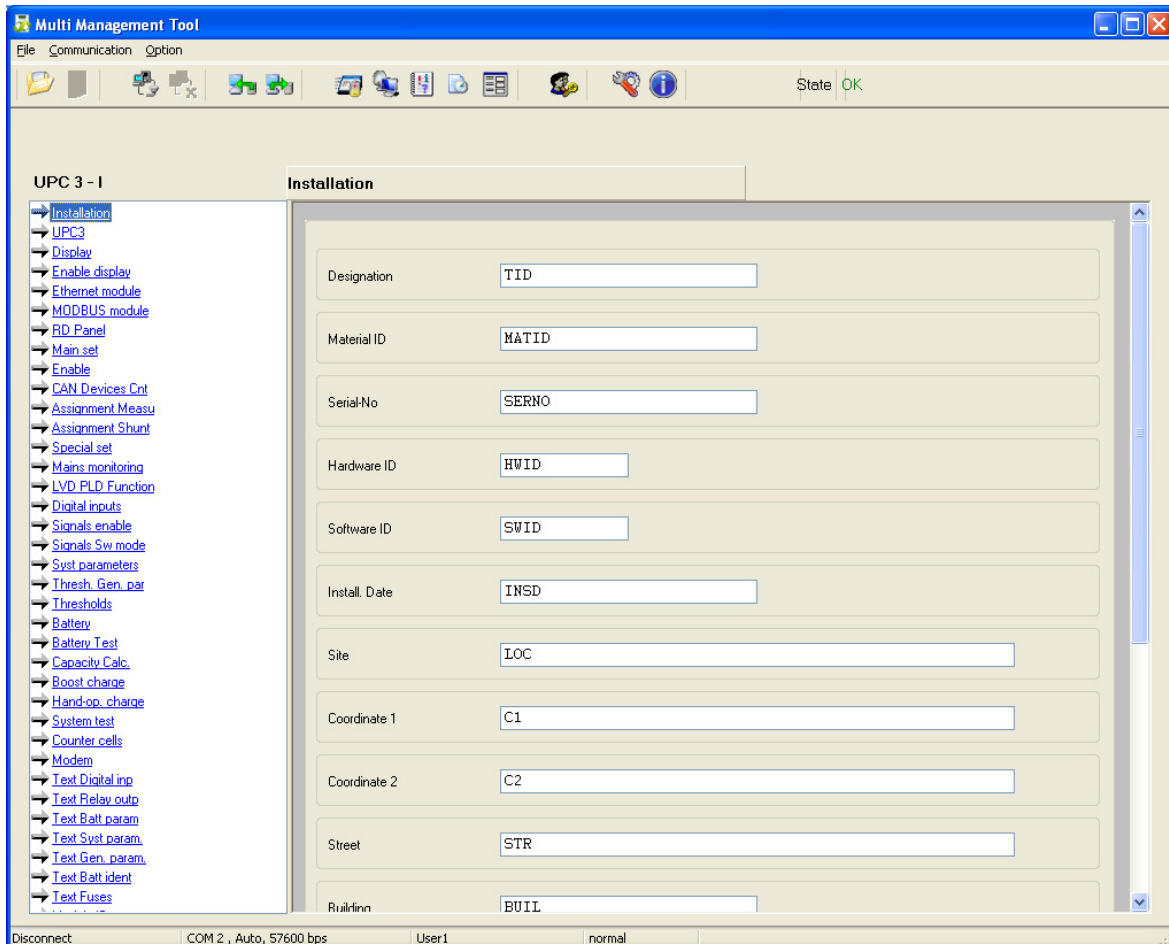 Multi Management Tool
File Communication Option
State OK
UPC 3 - I
Installation
Installation
UPC3
Display
Enable display
Ethernet module
MODBUS module
RD Panel
Main set
Enable
CAN Devices Cnt
Assignment Measu
Assignment Shunt
Special set
Mains monitoring
LVD PLD Function
Digital inputs
Signals enable
Signals Sw mode
Syst parameters
Thresh. Gen. par
Thresholds
Battery
Battery Test
Capacity Calc.
Boost charge
Hand-op. charge
System test
Counter cells
Modem
Text Digital inp
Text Relay outp
Text Batt param
Text Syst param.
Text Gen. param.
Text Batt ident
Text Fuses
Designation TID
Material ID MATID
Serial-No SERNO
Hardware ID HWID
Software ID SWID
Install. Date INSD
Site LOC
Coordinate 1 C1
Coordinate 2 C2
Street STR
Building BUIL
Disconnect COM 2 , Auto, 57600 bps User1 normal